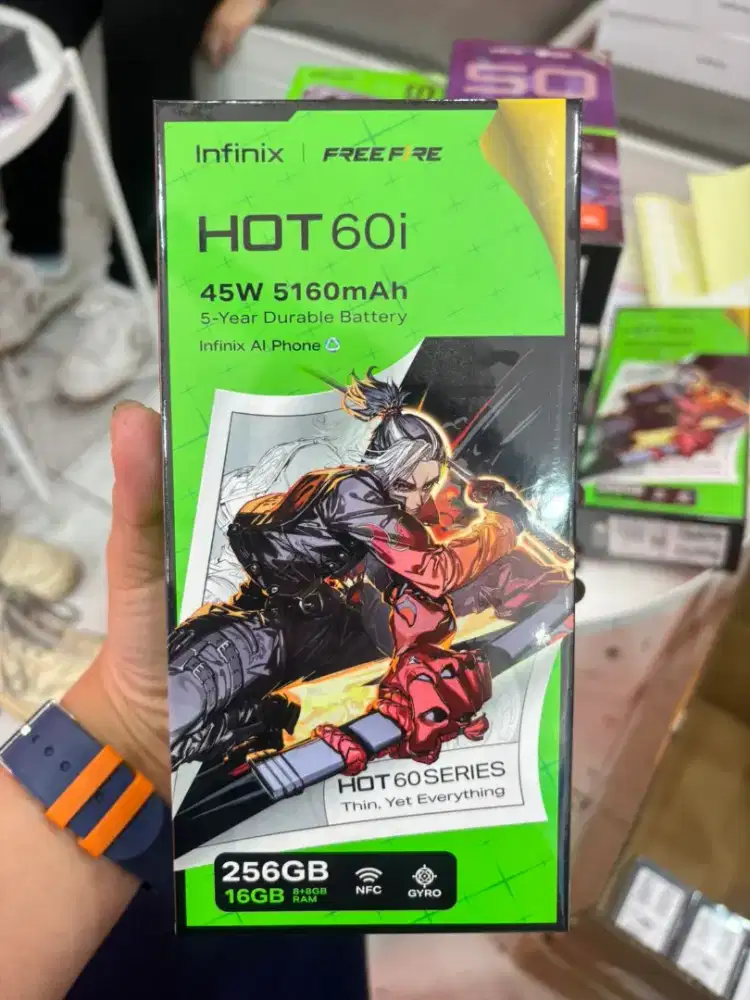 Infinix | FREE FIRE
HOT 60i
45W 5160mAh
5-Year Durable Battery
Infinix AI Phone
HOT 60 SERIES
Thin, Yet Everything
256GB
16GB 8+8GB RAM
NFC
GYRO
50